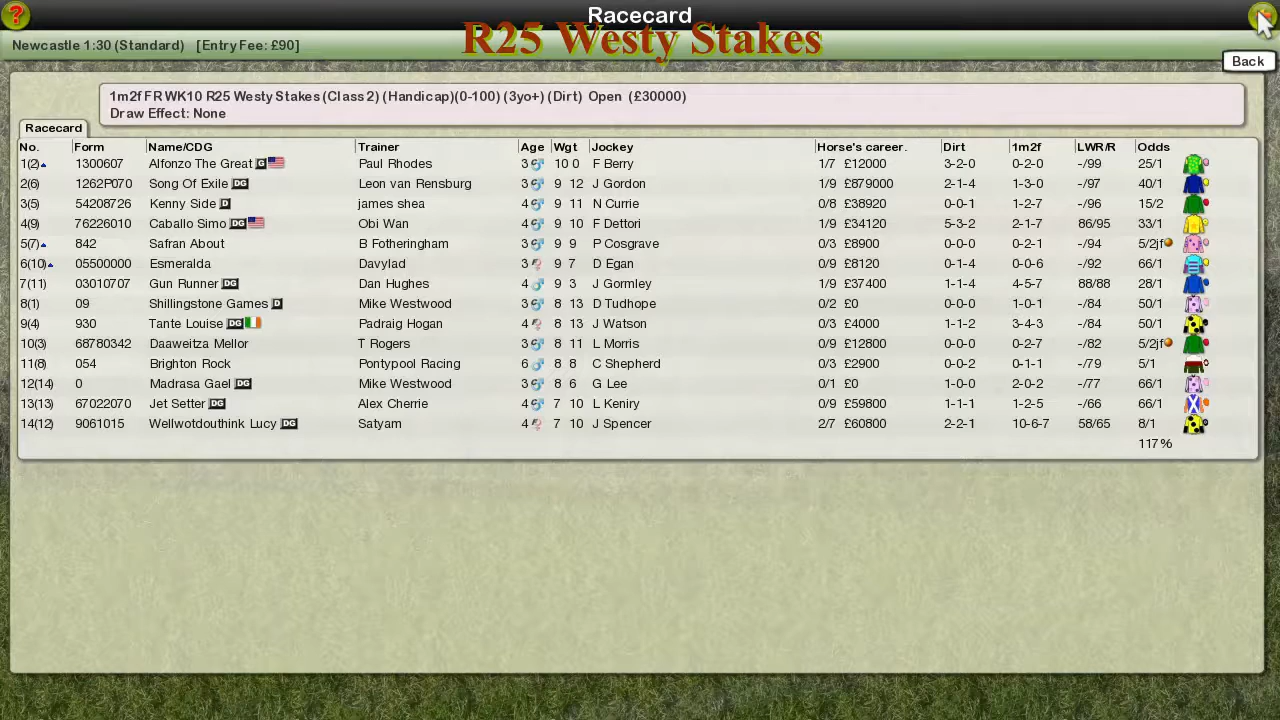 Racecard
R25 Westy Stakes
Newcastle 1:30 (Standard) [Entry Fee: £90]
Back
1m2f FR WK10 R25 Westy Stakes (Class 2) (Handicap)(0-100) (3yo+) (Dirt) Open (£30000)
Draw Effect: None
Racecard
No. Form Name/CDG Trainer Age Wgt Jockey Horse's career. Dirt 1m2f LWR/R Odds
1(2) 1300607 Alfonzo The Great G Paul Rhodes 3 10 0 F Berry 1/7 £12000 3-2-0 0-2-0 -/99 25/1
2(6) 1262P070 Song Of Exile DG Leon van Rensburg 3 9 12 J Gordon 1/9 £879000 2-1-4 1-3-0 -/97 40/1
3(5) 54208726 Kenny Side D james shea 4 9 11 N Currie 0/8 £38920 0-0-1 1-2-7 -/96 15/2
4(9) 76226010 Caballo Simo DG Obi Wan 4 9 10 F Dettori 1/9 £34120 5-3-2 2-1-7 86/95 33/1
5(7) 842 Safran About B Fotheringham 3 9 9 P Cosgrave 0/3 £8900 0-0-0 0-2-1 -/94 5/2jf
6(10) 05500000 Esmeralda Davylad 3 9 7 D Egan 0/9 £8120 0-1-4 0-0-6 -/92 66/1
7(11) 03010707 Gun Runner DG Dan Hughes 4 9 3 J Gormley 1/9 £37400 1-1-4 4-5-7 88/88 28/1
8(1) 09 Shillingstone Games D Mike Westwood 3 8 13 D Tudhope 0/2 £0 0-0-0 1-0-1 -/84 50/1
9(4) 930 Tante Louise DG Padraig Hogan 4 8 13 J Watson 0/3 £4000 1-1-2 3-4-3 -/84 50/1
10(3) 68780342 Daaweitza Mellor T Rogers 3 8 11 L Morris 0/9 £12800 0-0-0 0-2-7 -/82 5/2jf
11(8) 054 Brighton Rock Pontypool Racing 6 8 8 C Shepherd 0/3 £2900 0-0-2 0-1-1 -/79 5/1
12(14) 0 Madrasa Gael DG Mike Westwood 3 8 6 G Lee 0/1 £0 1-0-0 2-0-2 -/77 66/1
13(13) 67022070 Jet Setter DG Alex Cherrie 4 7 10 L Keniry 0/9 £59800 1-1-1 1-2-5 -/66 66/1
14(12) 9061015 Wellwotdouthink Lucy DG Satyam 4 7 10 J Spencer 2/7 £60800 2-2-1 10-6-7 58/65 8/1
117%